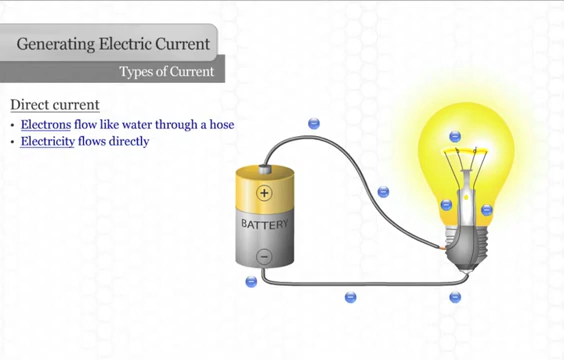 Generating Electric Current
Types of Current
Direct current
• Electrons flow like water through a hose
• Electricity flows directly
+
BATTERY
−